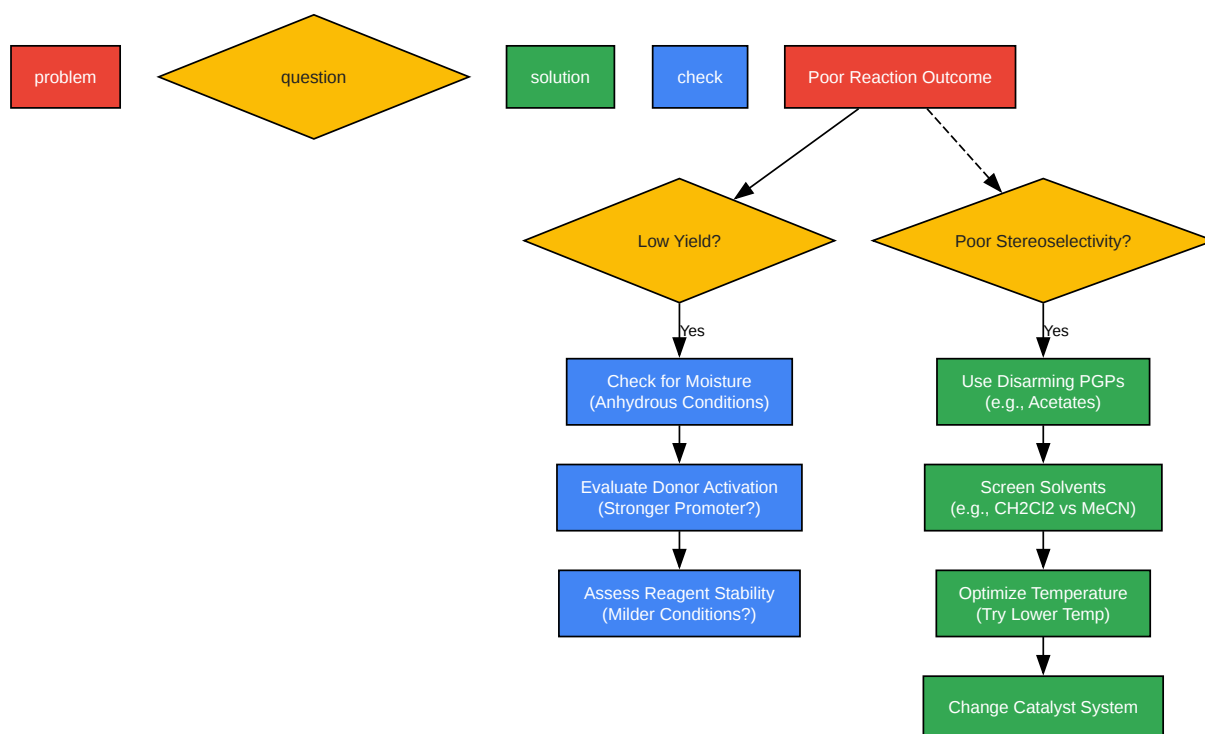 problem
question
solution
check
Poor Reaction Outcome
Low Yield?
Poor Stereoselectivity?
Yes
Yes
Check for Moisture
(Anhydrous Conditions)
Use Disarming PGPs
(e.g., Acetates)
Evaluate Donor Activation
(Stronger Promoter?)
Screen Solvents
(e.g., CH2Cl2 vs MeCN)
Assess Reagent Stability
(Milder Conditions?)
Optimize Temperature
(Try Lower Temp)
Change Catalyst System